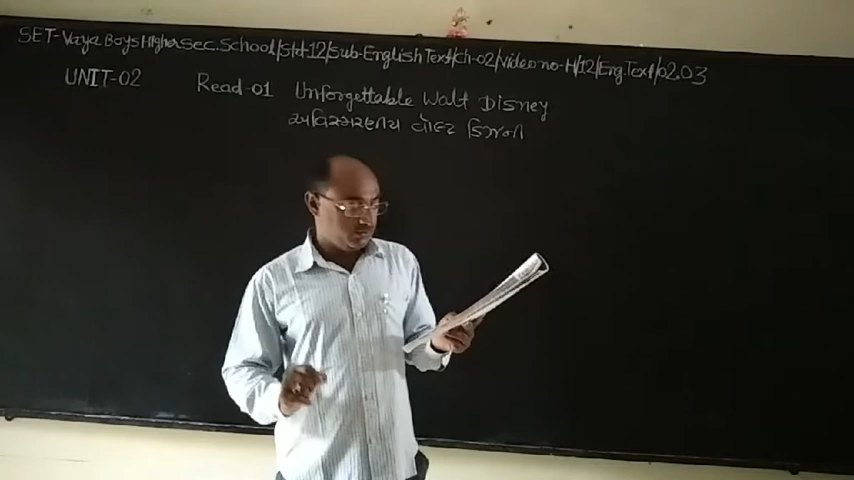 SET-Vaya Boys Higher Sec. School/Std-12/Sub-English Text/Ch-02/Video no-H/12/Eng.Text/02.03
UNIT-02 Read-01 Unforgettable Walt Disney
અવિસ્મરણીય વોલ્ટ ડિઝની